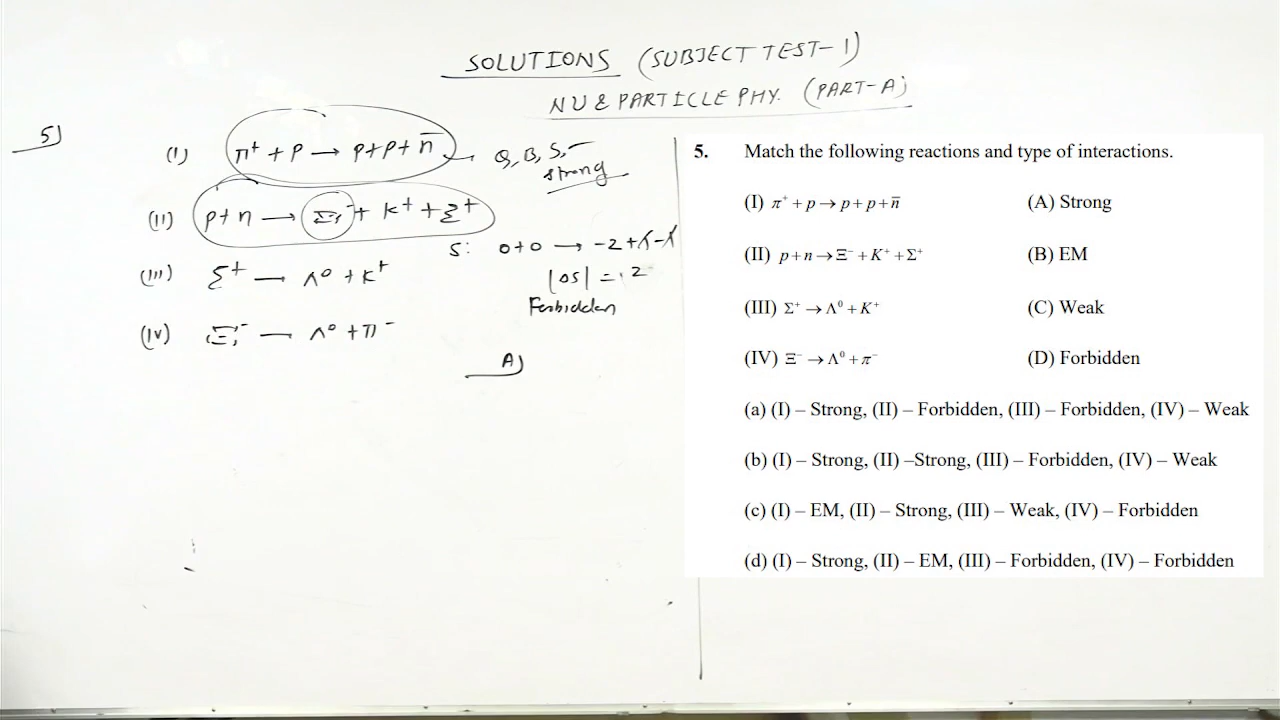 SOLUTIONS (SUBJECT TEST-1)
NU & PARTICLE PHY. (PART-A)
5)
(I) π⁺ + P → P+P+n̄ → Q, B, S, –
strong
(II) p+n → Ξ⁻ + K⁺ + Σ⁺
S: 0+0 → -2+1-1
|ΔS| = 2
Forbidden
(III) Σ⁺ → Λ⁰ + K⁺
(IV) Ξ⁻ → Λ⁰ + π⁻
A)
5. Match the following reactions and type of interactions.
(I) π⁺ + p → p + p + n̄ (A) Strong
(II) p + n → Ξ⁻ + K⁺ + Σ⁺ (B) EM
(III) Σ⁺ → Λ⁰ + K⁺ (C) Weak
(IV) Ξ⁻ → Λ⁰ + π⁻ (D) Forbidden
(a) (I) – Strong, (II) – Forbidden, (III) – Forbidden, (IV) – Weak
(b) (I) – Strong, (II) –Strong, (III) – Forbidden, (IV) – Weak
(c) (I) – EM, (II) – Strong, (III) – Weak, (IV) – Forbidden
(d) (I) – Strong, (II) – EM, (III) – Forbidden, (IV) – Forbidden